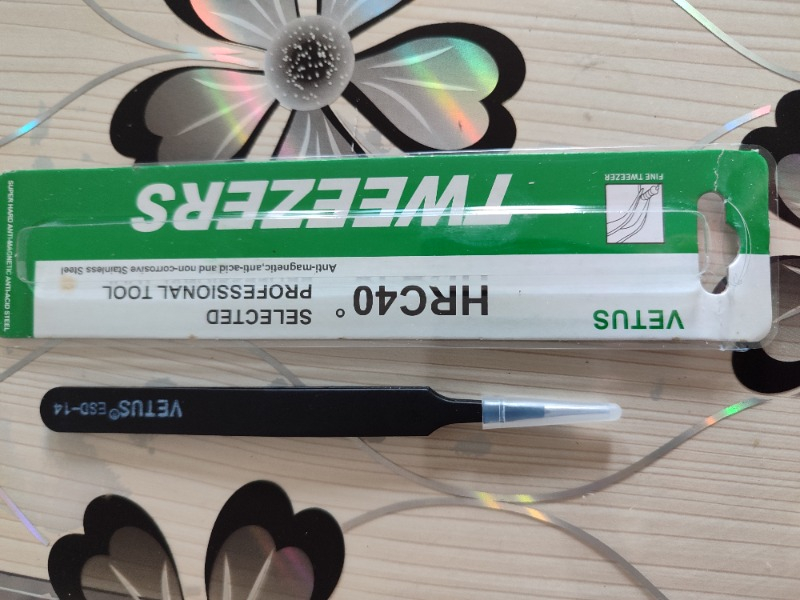 VETUS
HRC40°
SELECTED
PROFESSIONAL TOOL
Anti-magnetic,anti-acid and non-corrosive Stainless Steel
FINE TWEEZER
TWEEZERS
SUPER HARD ANTI-MAGNETIC ANTI-ACID STEEL
VETUS® ESD-14